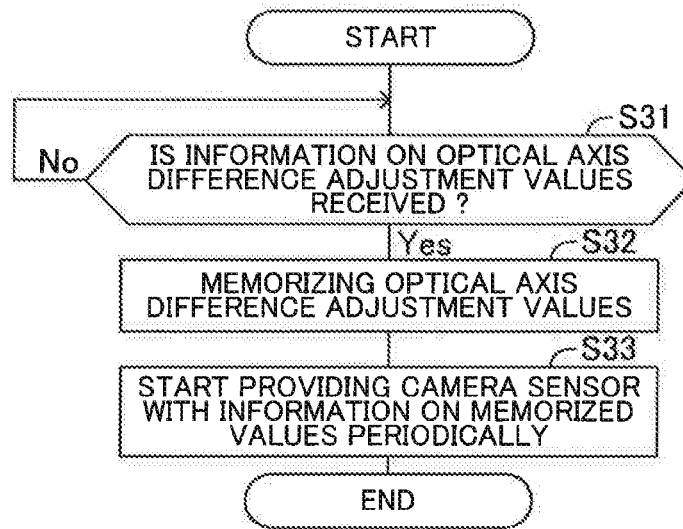 START
S31
No
IS INFORMATION ON OPTICAL AXIS
DIFFERENCE ADJUSTMENT VALUES
RECEIVED ?
Yes
S32
MEMORIZING OPTICAL AXIS
DIFFERENCE ADJUSTMENT VALUES
S33
START PROVIDING CAMERA SENSOR
WITH INFORMATION ON MEMORIZED
VALUES PERIODICALLY
END